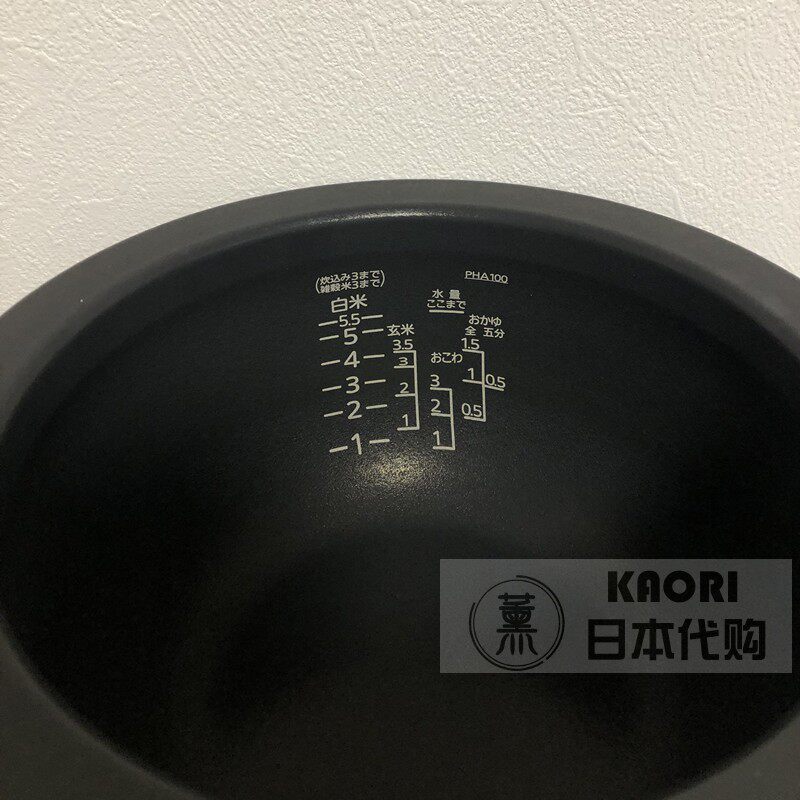 (炊込み3まで)
(雑穀米3まで)
PHA100
白米
水量
ここまで
5.5
5
4
3
2
1
玄米
3.5
3
2
1
おこわ
3
2
1
おかゆ
全 五分
1.5
1
0.5
0.5
薫
KAORI
日本代购